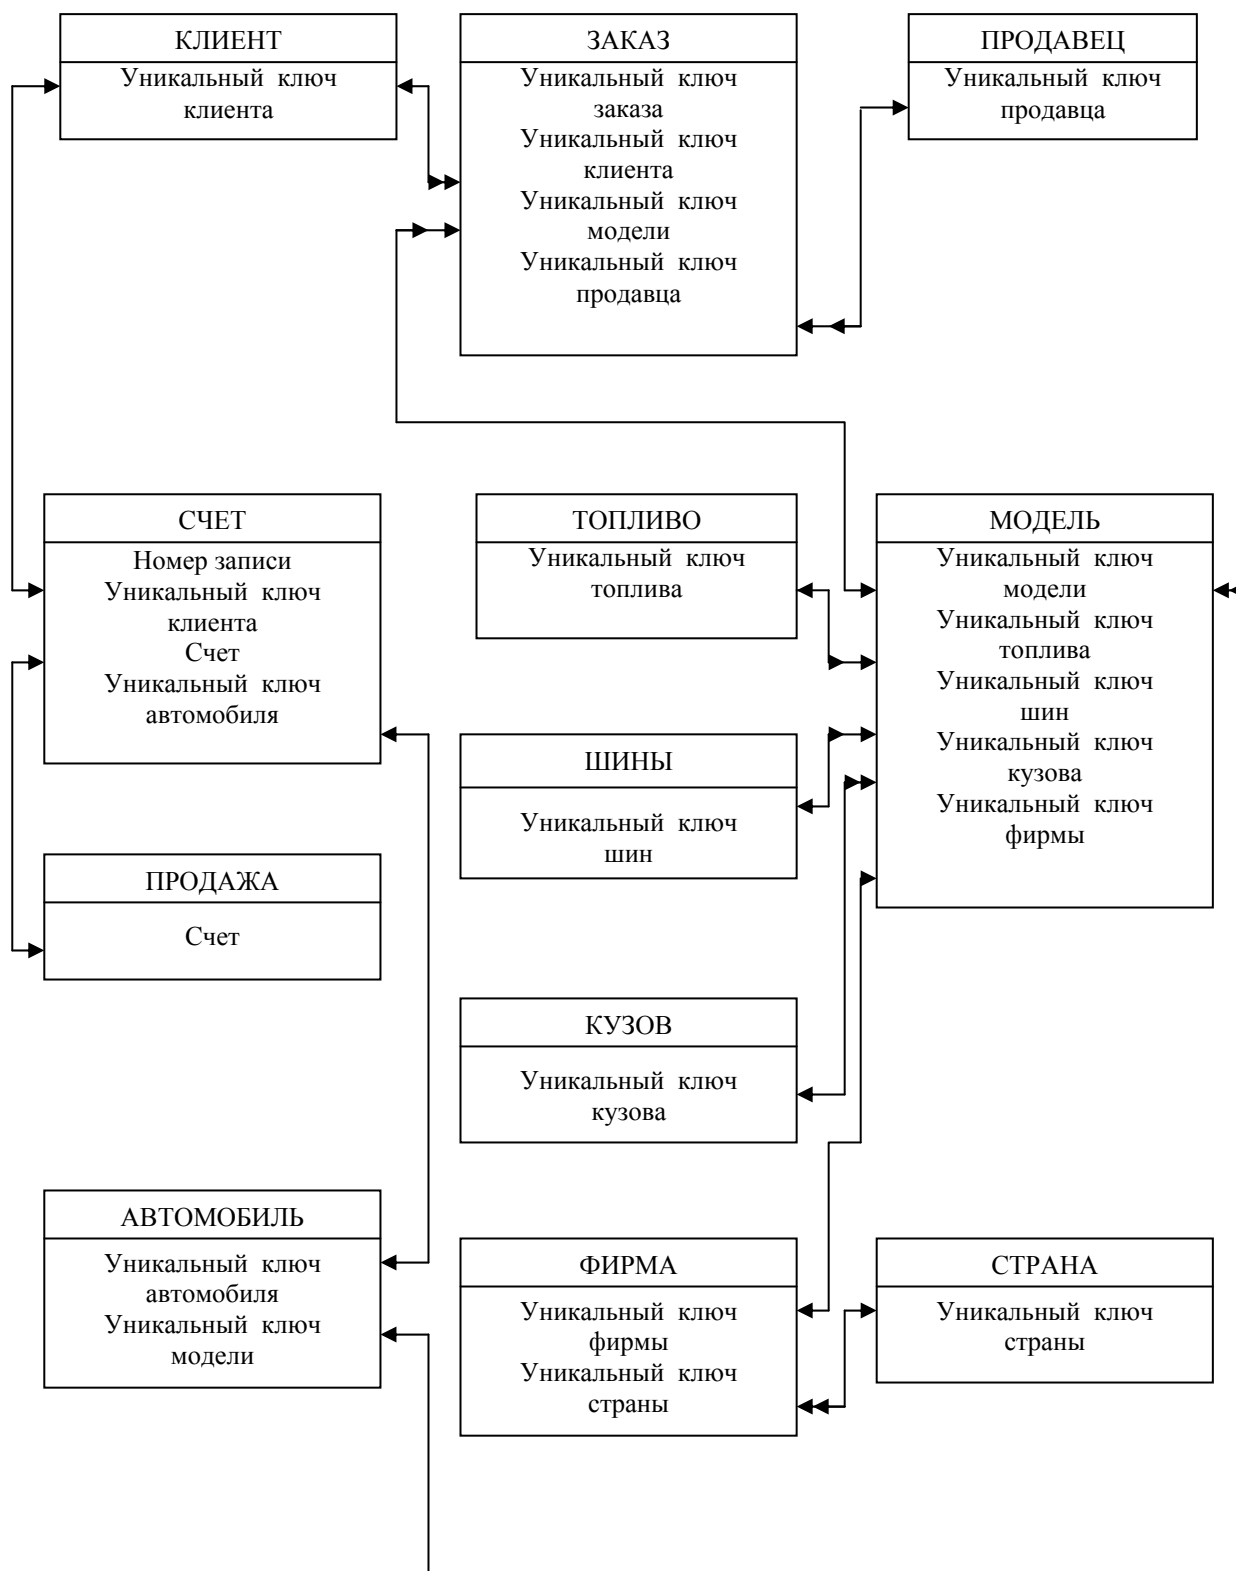 КЛИЕНТ
Уникальный ключ
клиента
ЗАКАЗ
Уникальный ключ
заказа
Уникальный ключ
клиента
Уникальный ключ
модели
Уникальный ключ
продавца
ПРОДАВЕЦ
Уникальный ключ
продавца
СЧЕТ
Номер записи
Уникальный ключ
клиента
Счет
Уникальный ключ
автомобиля
ТОПЛИВО
Уникальный ключ
топлива
МОДЕЛЬ
Уникальный ключ
модели
Уникальный ключ
топлива
Уникальный ключ
шин
Уникальный ключ
кузова
Уникальный ключ
фирмы
ШИНЫ
Уникальный ключ
шин
ПРОДАЖА
Счет
КУЗОВ
Уникальный ключ
кузова
АВТОМОБИЛЬ
Уникальный ключ
автомобиля
Уникальный ключ
модели
ФИРМА
Уникальный ключ
фирмы
Уникальный ключ
страны
СТРАНА
Уникальный ключ
страны